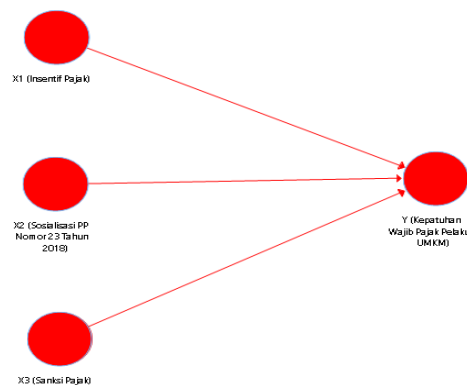 X1 (Insentif Pajak)
X2 (Sosialisasi PP
Nomor 23 Tahun
2018)
Y (Kepatuhan
Wajib Pajak Pelaku
UMKM)
X3 (Sanksi Pajak)